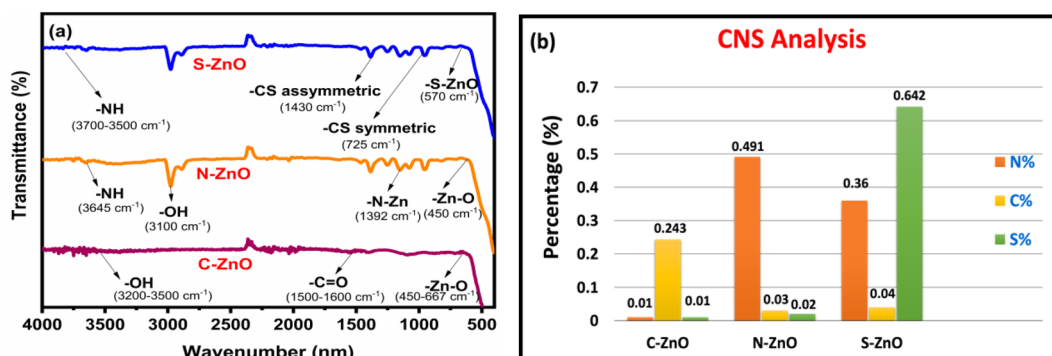 (a)
S-ZnO
-NH
(3700-3500 cm⁻¹)
-CS assymmetric
(1430 cm⁻¹)
-CS symmetric
(725 cm⁻¹)
-S-ZnO
(570 cm⁻¹)
N-ZnO
-NH
(3645 cm⁻¹)
-OH
(3100 cm⁻¹)
-N-Zn
(1392 cm⁻¹)
-Zn-O
(450 cm⁻¹)
C-ZnO
-OH
(3200-3500 cm⁻¹)
-C=O
(1500-1600 cm⁻¹)
-Zn-O
(450-667 cm⁻¹)
Transmittance (%)
4000 3500 3000 2500 2000 1500 1000 500
Wavenumber (nm)
(b)
CNS Analysis
Percentage (%)
0.7
0.6
0.5
0.4
0.3
0.2
0.1
0
0.01
0.243
0.01
0.491
0.03
0.02
0.36
0.04
0.642
C-ZnO N-ZnO S-ZnO
N%
C%
S%